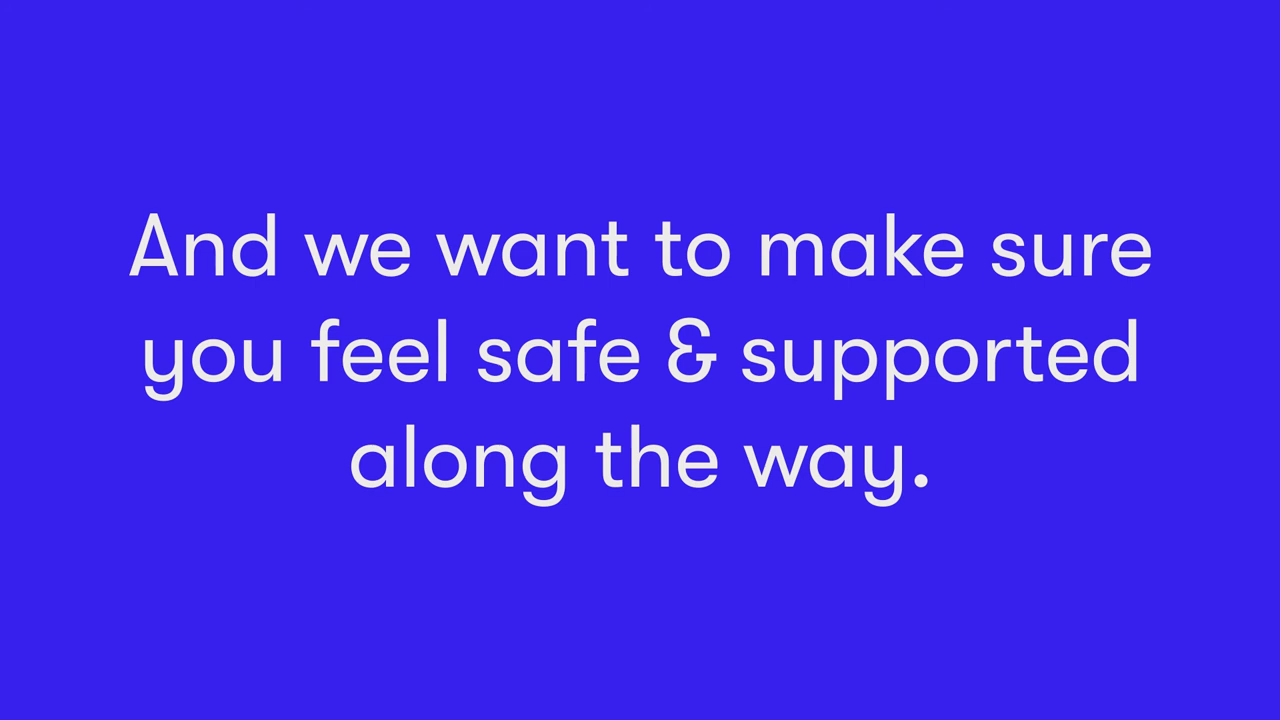 And we want to make sure
you feel safe & supported
along the way.